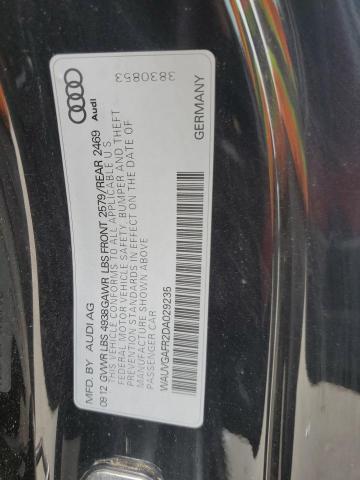 Audi
3830853
MFD. BY AUDI AG
09 12 GVWR LBS 4938 GAWR LBS FRONT 2579/REAR 2469
THIS VEHICLE CONFORMS TO ALL APPLICABLE U S
FEDERAL MOTOR VEHICLE SAFETY, BUMPER AND THEFT
PREVENTION STANDARDS IN EFFECT ON THE DATE OF
MANUFACTURE SHOWN ABOVE
PASSENGER CAR
WAUVGAFR2DA029235
GERMANY